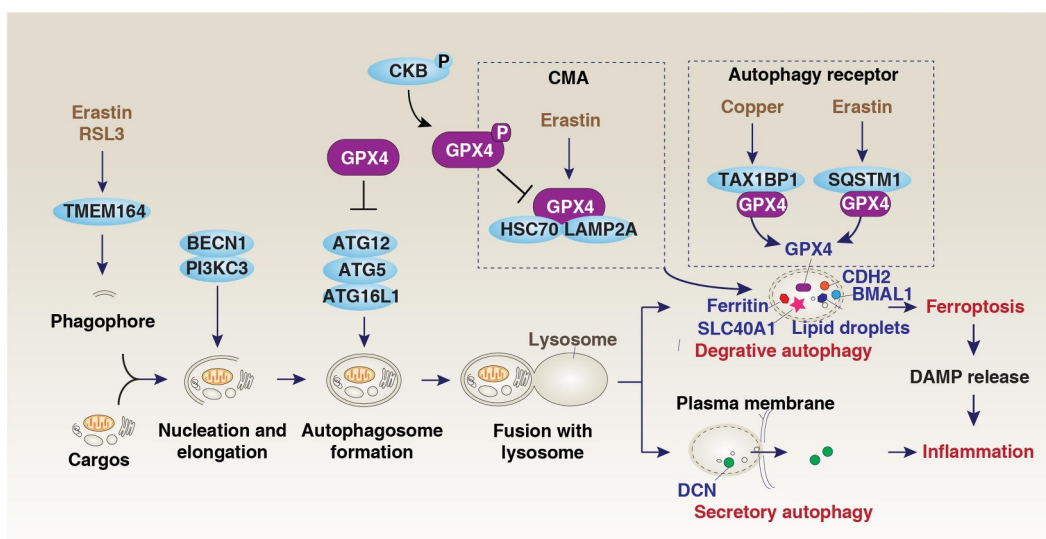 Erastin
RSL3
TMEM164
Phagophore
Cargos
BECN1
PI3KC3
Nucleation and
elongation
GPX4
ATG12
ATG5
ATG16L1
Autophagosome
formation
CKB
P
GPX4
P
CMA
Erastin
GPX4
HSC70
LAMP2A
Lysosome
Fusion with
lysosome
Autophagy receptor
Copper
Erastin
TAX1BP1
SQSTM1
GPX4
GPX4
GPX4
CDH2
BMAL1
Ferritin
SLC40A1
Lipid droplets
Degrative autophagy
Plasma membrane
DCN
Secretory autophagy
Ferroptosis
DAMP release
Inflammation